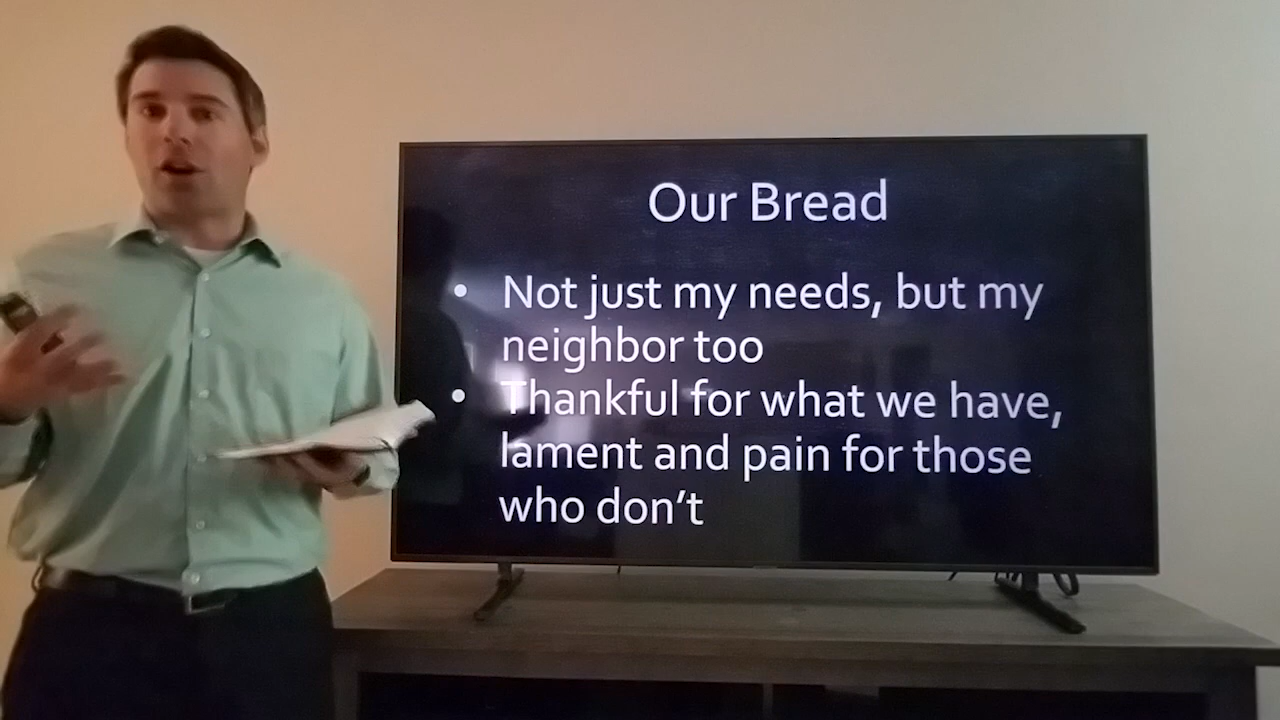 Our Bread
• Not just my needs, but my
neighbor too
• Thankful for what we have,
lament and pain for those
who don’t